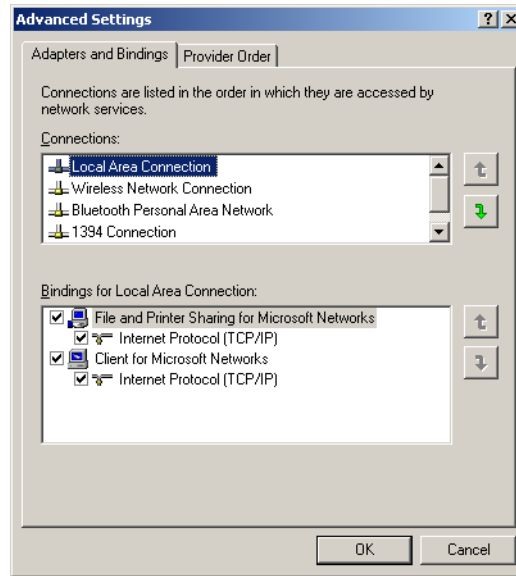 Advanced Settings
Adapters and Bindings
Provider Order
Connections are listed in the order in which they are accessed by
network services.
Connections:
Local Area Connection
Wireless Network Connection
Bluetooth Personal Area Network
1394 Connection
Bindings for Local Area Connection:
File and Printer Sharing for Microsoft Networks
Internet Protocol (TCP/IP)
Client for Microsoft Networks
Internet Protocol (TCP/IP)
OK
Cancel